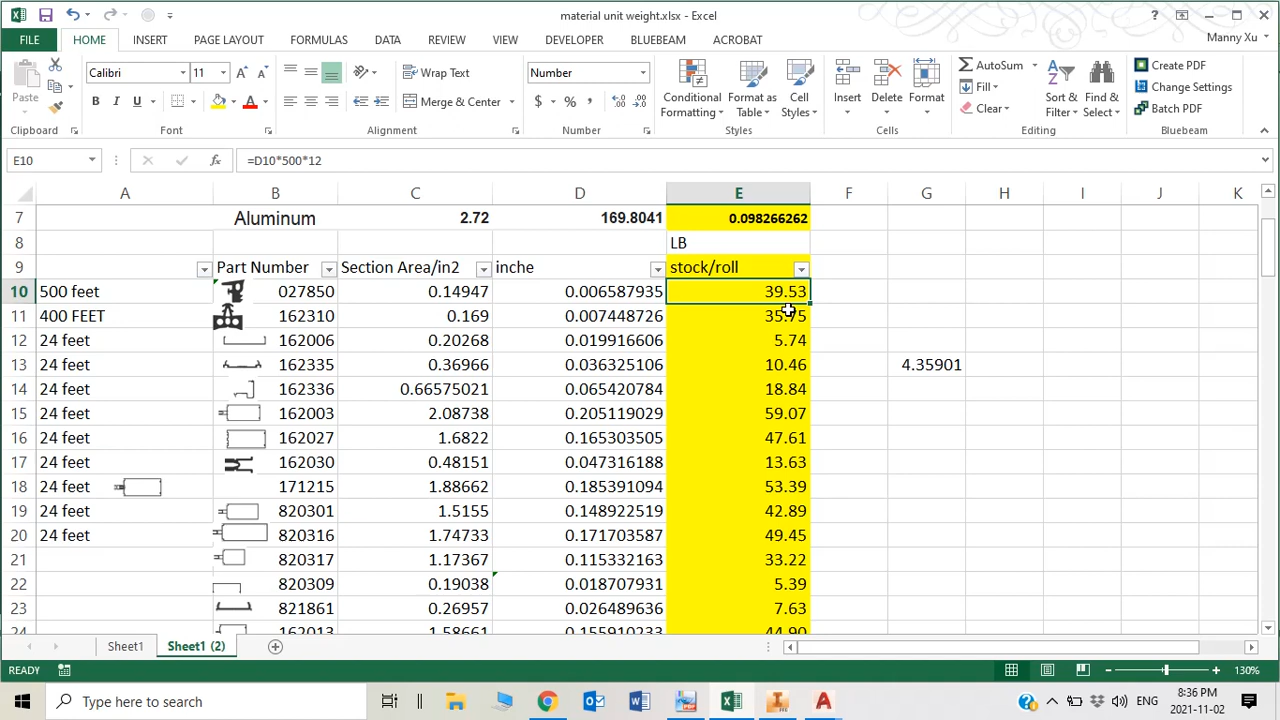 material unit weight.xlsx - Excel
?
FILE HOME INSERT PAGE LAYOUT FORMULAS DATA REVIEW VIEW DEVELOPER BLUEBEAM ACROBAT Manny Xu
Paste
Clipboard
Calibri 11
B I U
Font
Wrap Text
Merge & Center
Alignment
Number
$ % ,
Number
Conditional Formatting
Format as Table
Cell Styles
Styles
Insert Delete Format
Cells
AutoSum
Fill
Clear
Sort & Filter
Find & Select
Editing
Create PDF
Change Settings
Batch PDF
Bluebeam
E10 fx =D10*500*12
A B C D E F G H I J K
7 Aluminum 2.72 169.8041 0.098266262
8 LB
9 Part Number Section Area/in2 inche stock/roll
10 500 feet 027850 0.14947 0.006587935 39.53
11 400 FEET 162310 0.169 0.007448726 35.75
12 24 feet 162006 0.20268 0.019916606 5.74
13 24 feet 162335 0.36966 0.036325106 10.46 4.35901
14 24 feet 162336 0.66575021 0.065420784 18.84
15 24 feet 162003 2.08738 0.205119029 59.07
16 24 feet 162027 1.6822 0.165303505 47.61
17 24 feet 162030 0.48151 0.047316188 13.63
18 24 feet 171215 1.88662 0.185391094 53.39
19 24 feet 820301 1.5155 0.148922519 42.89
20 24 feet 820316 1.74733 0.171703587 49.45
21 820317 1.17367 0.115332163 33.22
22 820309 0.19038 0.018707931 5.39
23 821861 0.26957 0.026489636 7.63
24 162013 1.58661 0.155910233 44.90
Sheet1 Sheet1 (2)
READY 130%
Type here to search
ENG
8:36 PM
2021-11-02